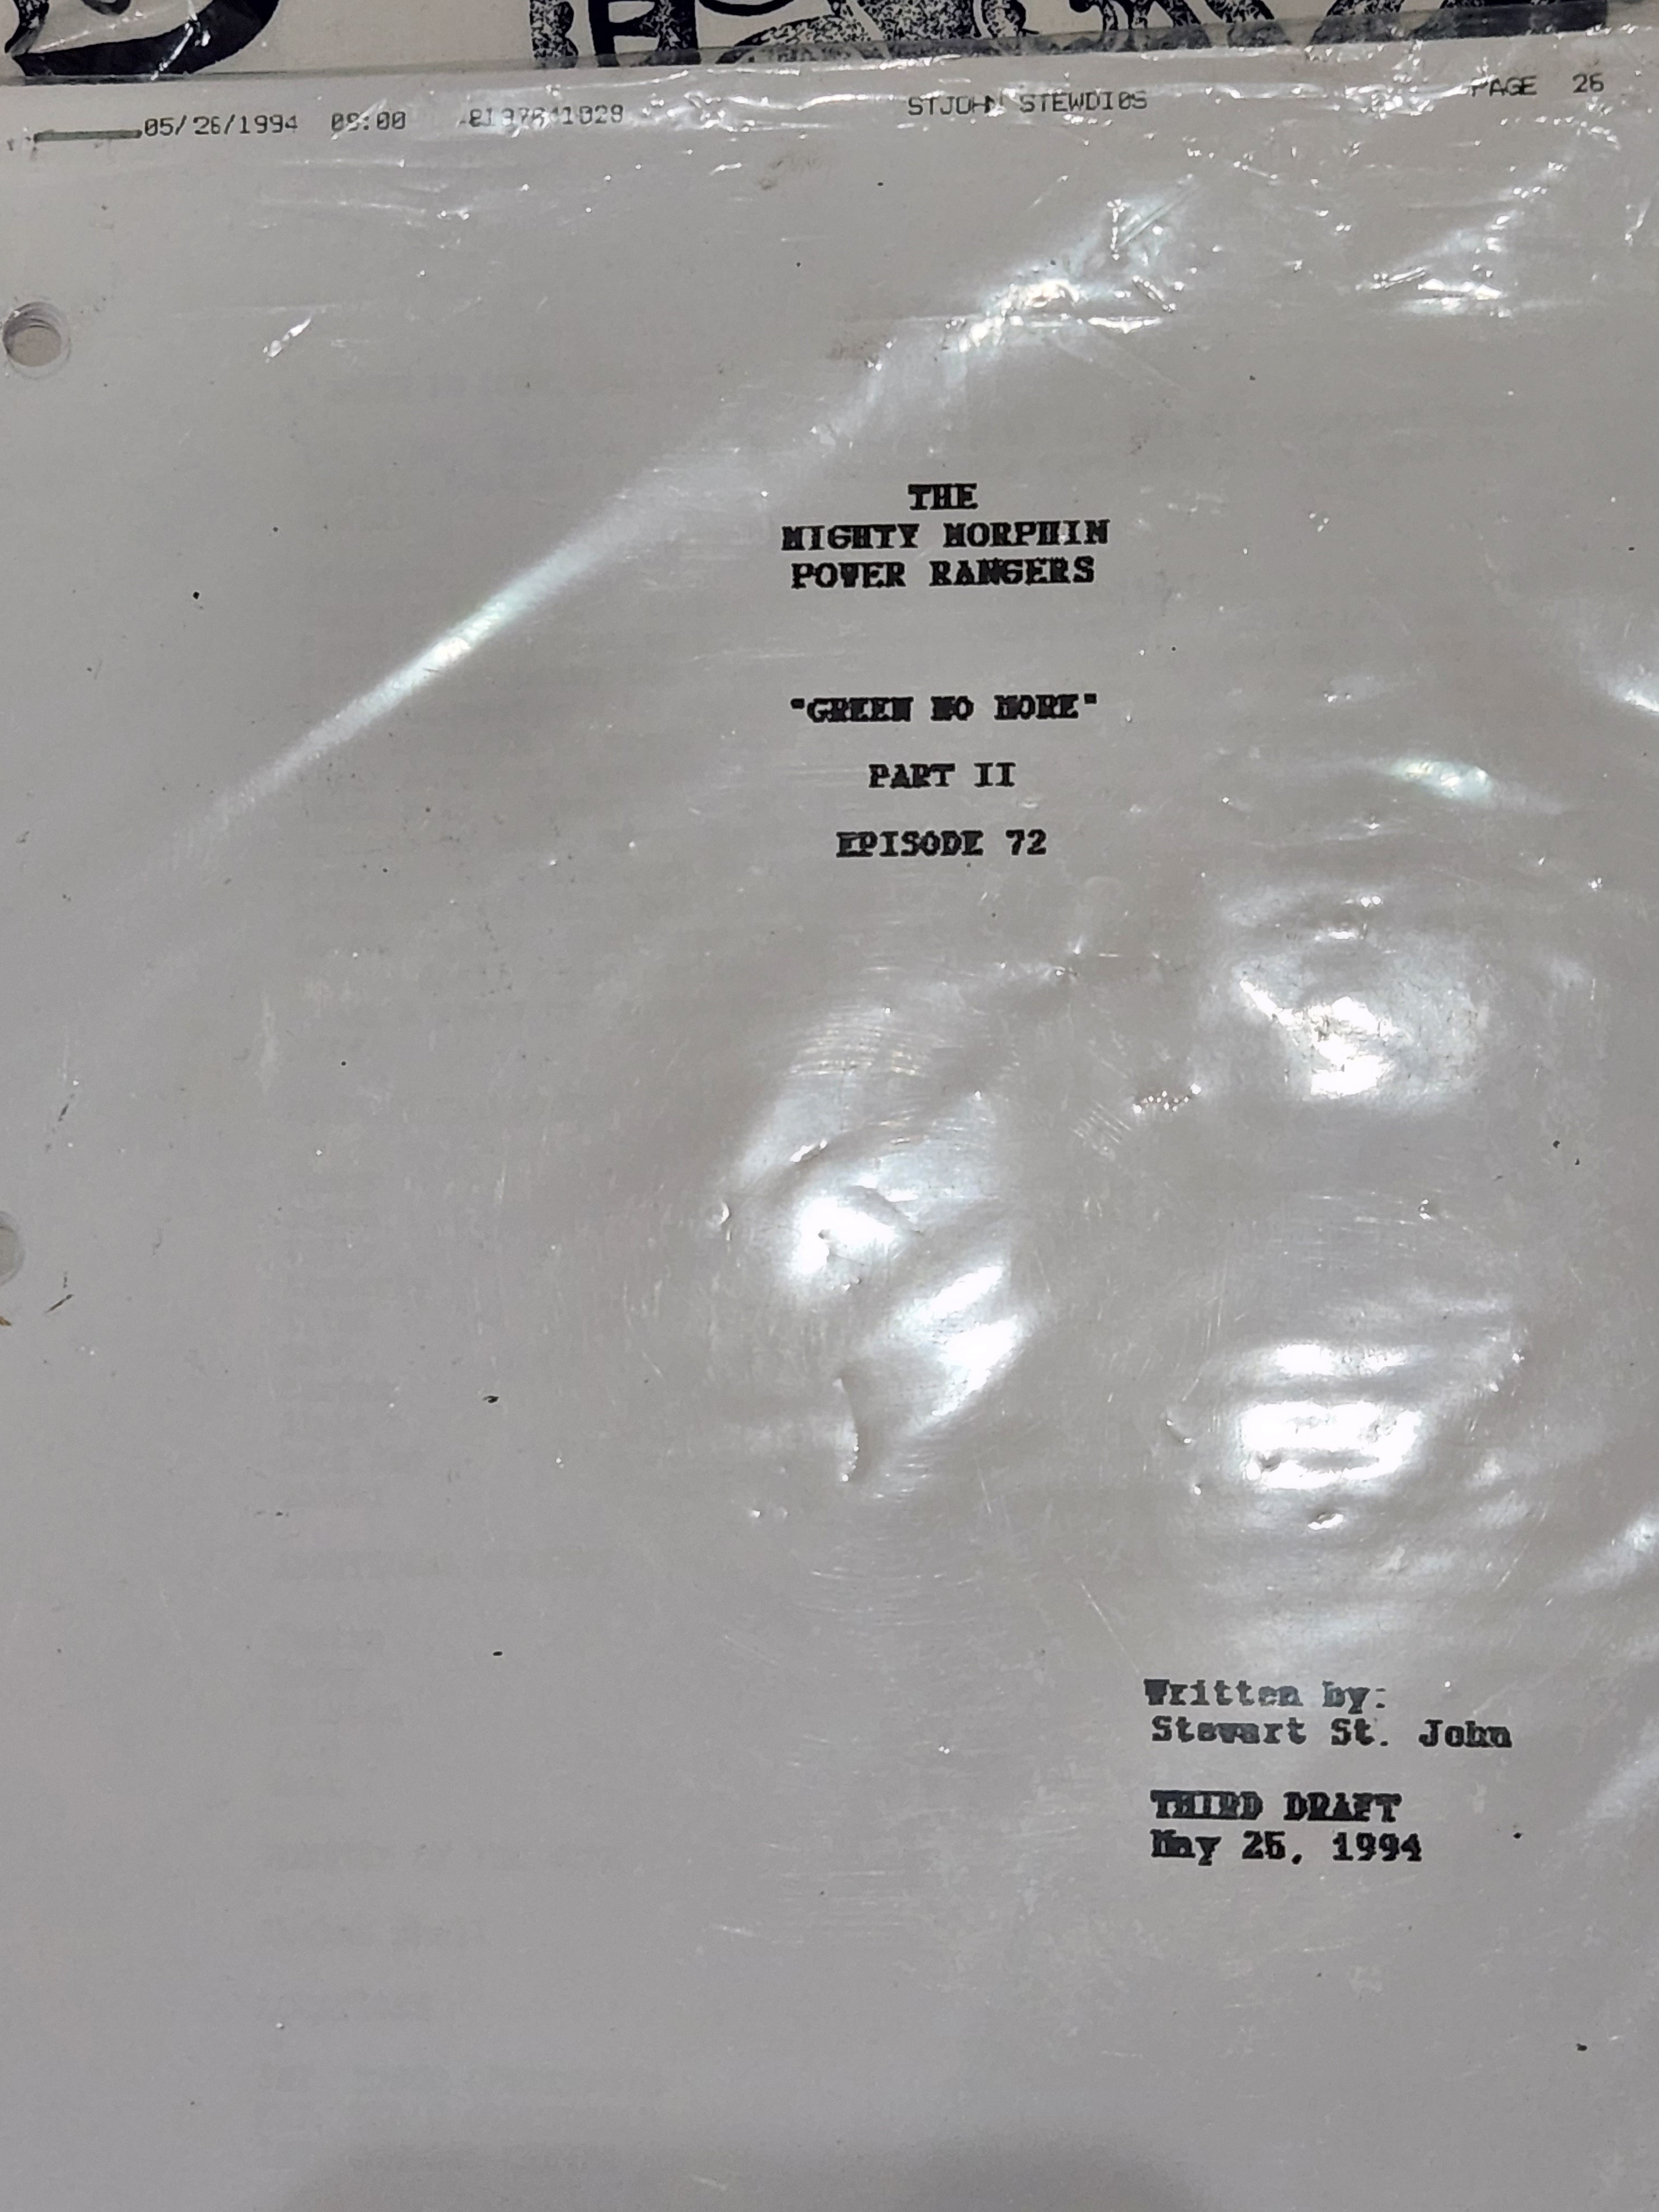 05/26/1994 09:00 STJOHN STEWDIOS PAGE 26
THE
MIGHTY MORPHIN
POWER RANGERS
"GREEN NO MORE"
PART II
EPISODE 72
Written by:
Stewart St. John
THIRD DRAFT
May 25, 1994